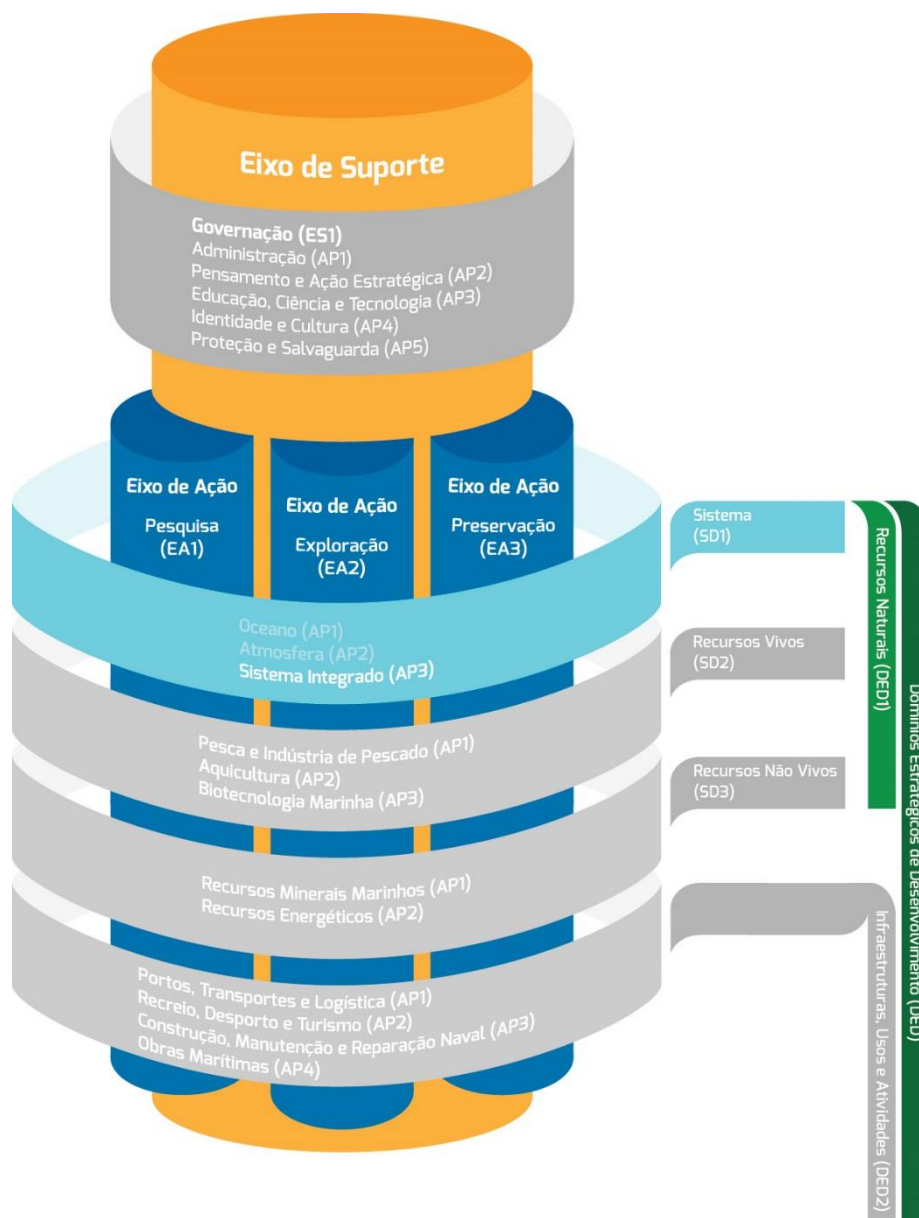 Eixo de Suporte
Governação (ES1)
Administração (AP1)
Pensamento e Ação Estratégica (AP2)
Educação, Ciência e Tecnologia (AP3)
Identidade e Cultura (AP4)
Proteção e Salvaguarda (AP5)
Eixo de Ação
Pesquisa
(EA1)
Eixo de Ação
Exploração
(EA2)
Eixo de Ação
Preservação
(EA3)
Oceano (AP1)
Atmosfera (AP2)
Sistema Integrado (AP3)
Pesca e Indústria de Pescado (AP1)
Aquicultura (AP2)
Biotecnologia Marinha (AP3)
Recursos Minerais Marinhos (AP1)
Recursos Energéticos (AP2)
Portos, Transportes e Logística (AP1)
Recreio, Desporto e Turismo (AP2)
Construção, Manutenção e Reparação Naval (AP3)
Obras Marítimas (AP4)
Sistema
(SD1)
Recursos Vivos
(SD2)
Recursos Não Vivos
(SD3)
Recursos Naturais (DED1)
Infraestruturas, Usos e Atividades (DED2)
Domínios Estratégicos de Desenvolvimento (DED)